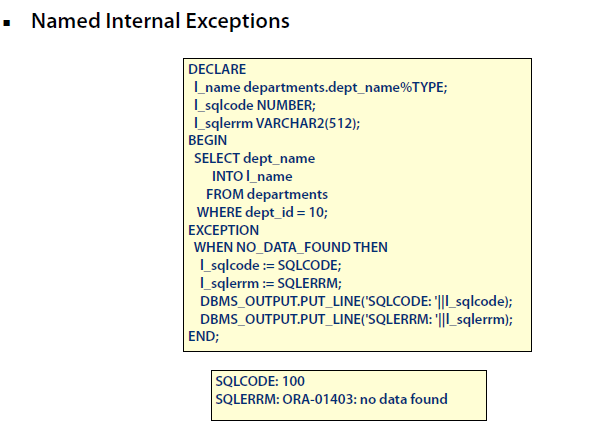 ▪ Named Internal Exceptions
DECLARE
l_name departments.dept_name%TYPE;
l_sqlcode NUMBER;
l_sqlerrm VARCHAR2(512);
BEGIN
SELECT dept_name
INTO l_name
FROM departments
WHERE dept_id = 10;
EXCEPTION
WHEN NO_DATA_FOUND THEN
l_sqlcode := SQLCODE;
l_sqlerrm := SQLERRM;
DBMS_OUTPUT.PUT_LINE('SQLCODE: '||l_sqlcode);
DBMS_OUTPUT.PUT_LINE('SQLERRM: '||l_sqlerrm);
END;
SQLCODE: 100
SQLERRM: ORA-01403: no data found